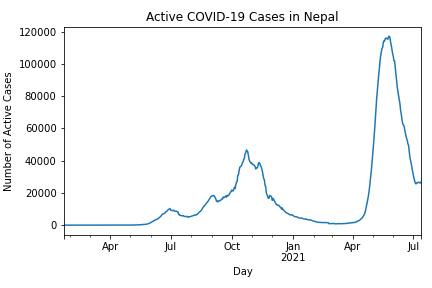 Active COVID-19 Cases in Nepal
Number of Active Cases
120000
100000
80000
60000
40000
20000
0
Apr Jul Oct Jan Apr Jul
2021
Day